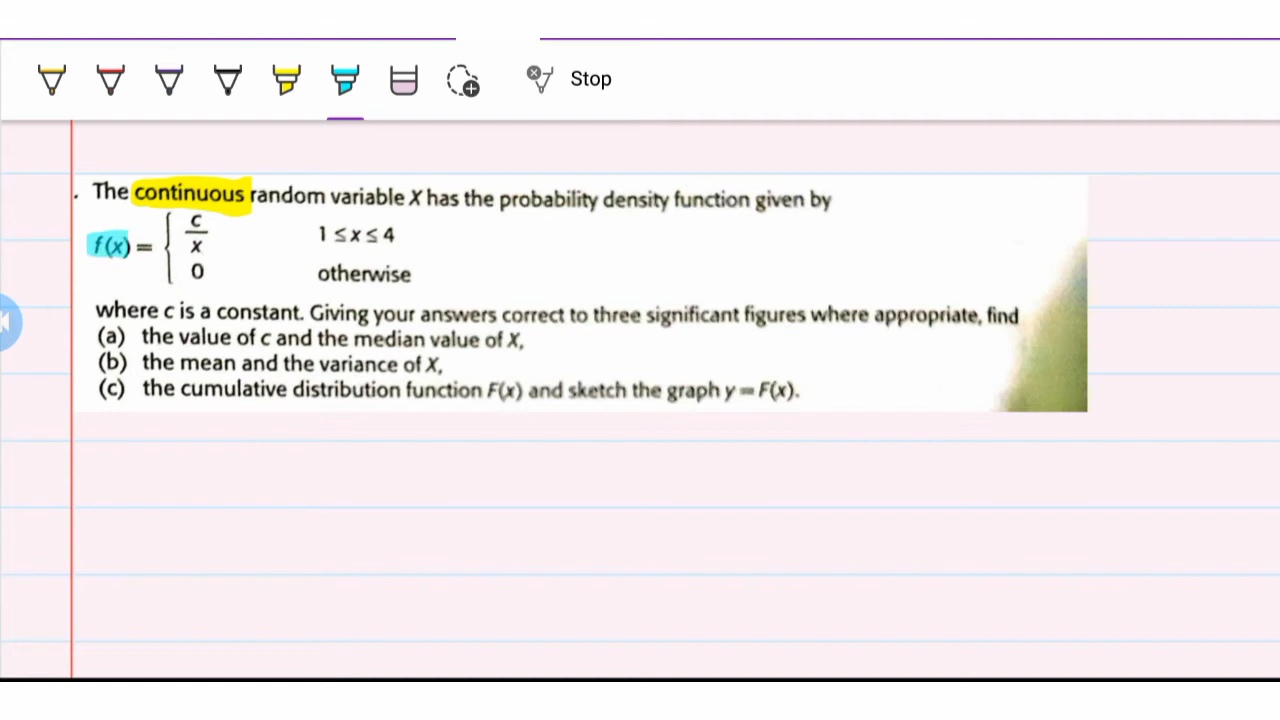 Stop
. The continuous random variable X has the probability density function given by
f(x) = { c/x 1 ≤ x ≤ 4
0 otherwise
where c is a constant. Giving your answers correct to three significant figures where appropriate, find
(a) the value of c and the median value of X,
(b) the mean and the variance of X,
(c) the cumulative distribution function F(x) and sketch the graph y = F(x).